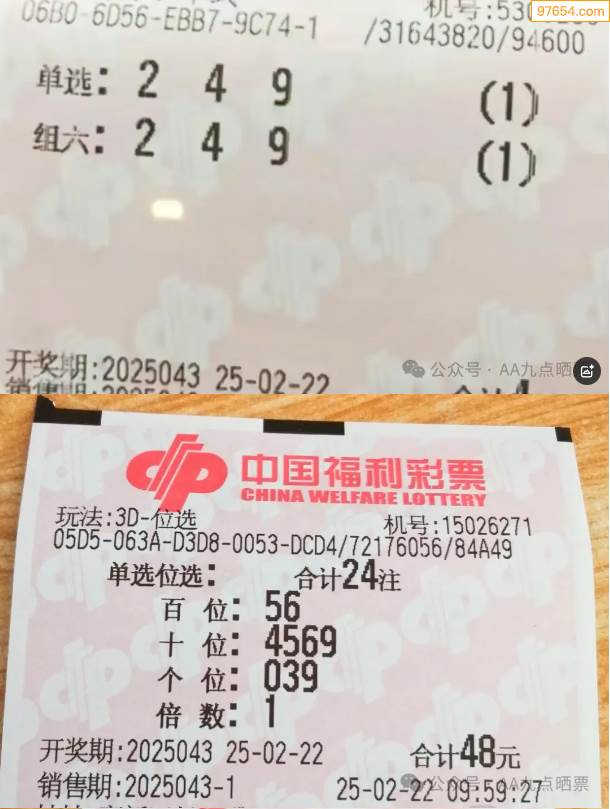 97654.com
06B0-6D56-EBB7-9C74-1
/31643820/94600
单选: 2 4 9 (1)
组六: 2 4 9 (1)
开奖期:2025043 25-02-22
公众号·AA九点晒
中国福利彩票
CHINA WELFARE LOTTERY
玩法:3D-位选
机号:15026271
05D5-063A-D3D8-0053-DCD4/72176056/84A49
单选位选: 合计24注
百 位: 56
十 位: 4569
个 位: 039
倍 数: 1
开奖期:2025043 25-02-22 合计48元
公众号·AA九点晒票
销售期:2025043-1 25-02-22 09:59:27